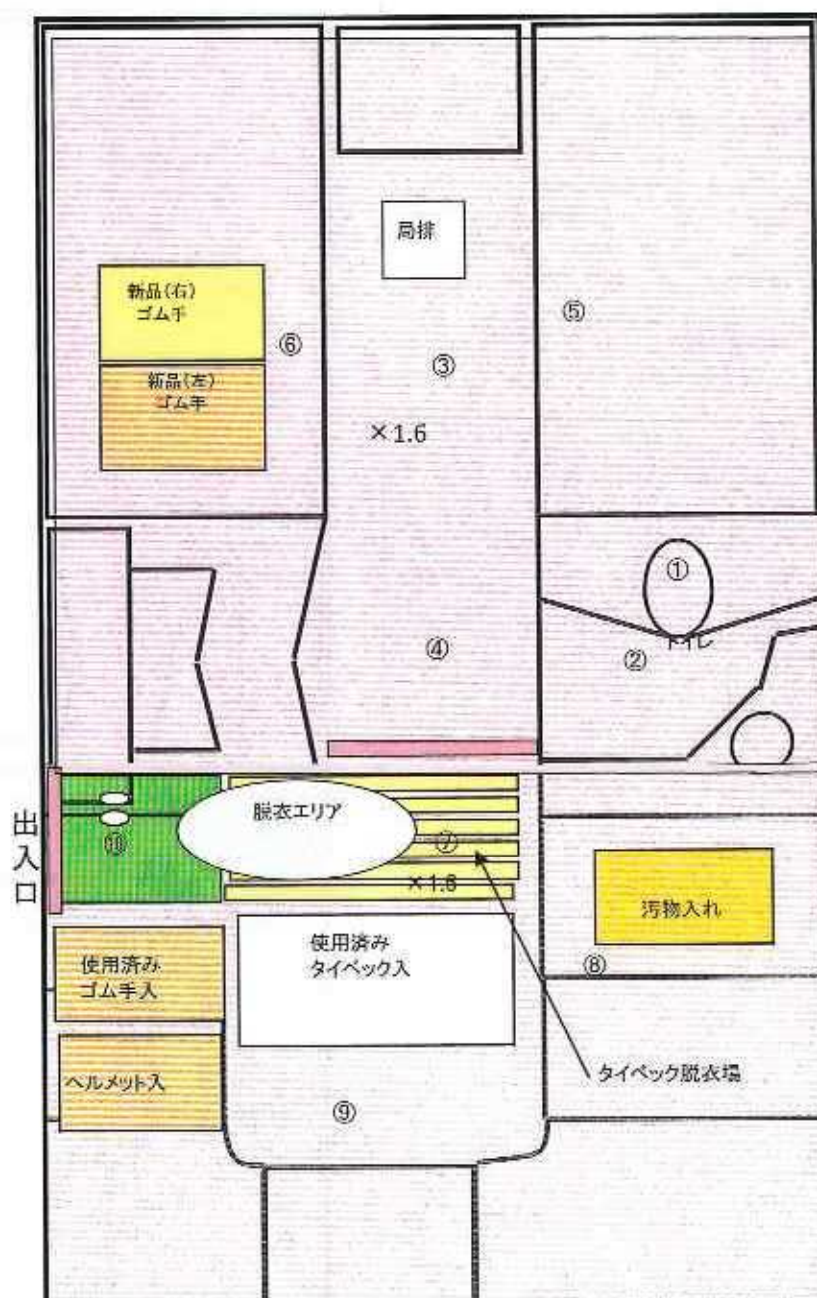 局排
新品(右)
ゴム手
⑥
⑤
③
新品(左)
ゴム手
×1.6
①
④
②
トイレ
出入口
脱衣エリア
⑩
⑦
×1.6
汚物入れ
使用済み
タイベック入
使用済み
ゴム手入
⑧
ヘルメット入
タイベック脱衣場
⑨